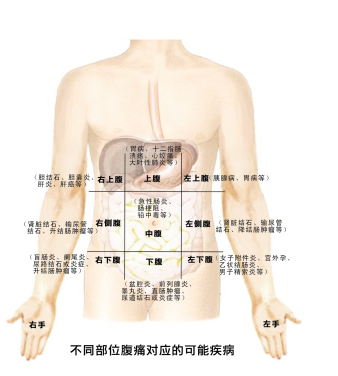 （胃病、十二指肠
溃疡、心绞痛、
大叶性肺炎等）
（胆结石、胆囊炎、
肝炎、肝癌等）
右上腹
上腹
左上腹
（胰腺病、胃病等）
（急性肠炎、
肠梗阻、
铅中毒等）
（肾脏结石、输尿管
结石、升结肠肿瘤等）
右侧腹
中腹
左侧腹
（肾脏结石、输尿管
结石、降结肠肿瘤等）
（盲肠炎、阑尾炎、
尿路结石或炎症、
升结肠肿瘤等）
右下腹
下腹
左下腹
（女子附件炎、宫外孕、
乙状结肠炎、
男子精索炎等）
（盆腔炎、前列腺炎、
睾丸炎、直肠肿瘤、
尿道结石或炎症等）
右手
左手
不同部位腹痛对应的可能疾病